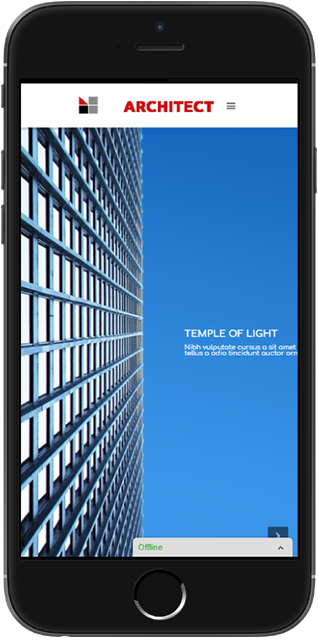 ARCHITECT
TEMPLE OF LIGHT
Nibh vulputate cursus a sit amet
tellus a odio tincidunt auctor orn
Offline